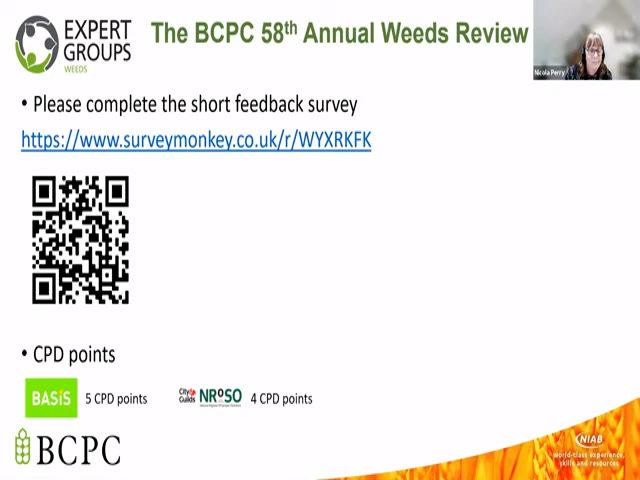 EXPERT
GROUPS
WEEDS
The BCPC 58th Annual Weeds Review
Nicola Perry
• Please complete the short feedback survey
https://www.surveymonkey.co.uk/r/WYXRKFK
• CPD points
BASIS
5 CPD points
City&
Guilds
NRoSO
4 CPD points
BCPC
NIAB
world-class experience,
skills and resources